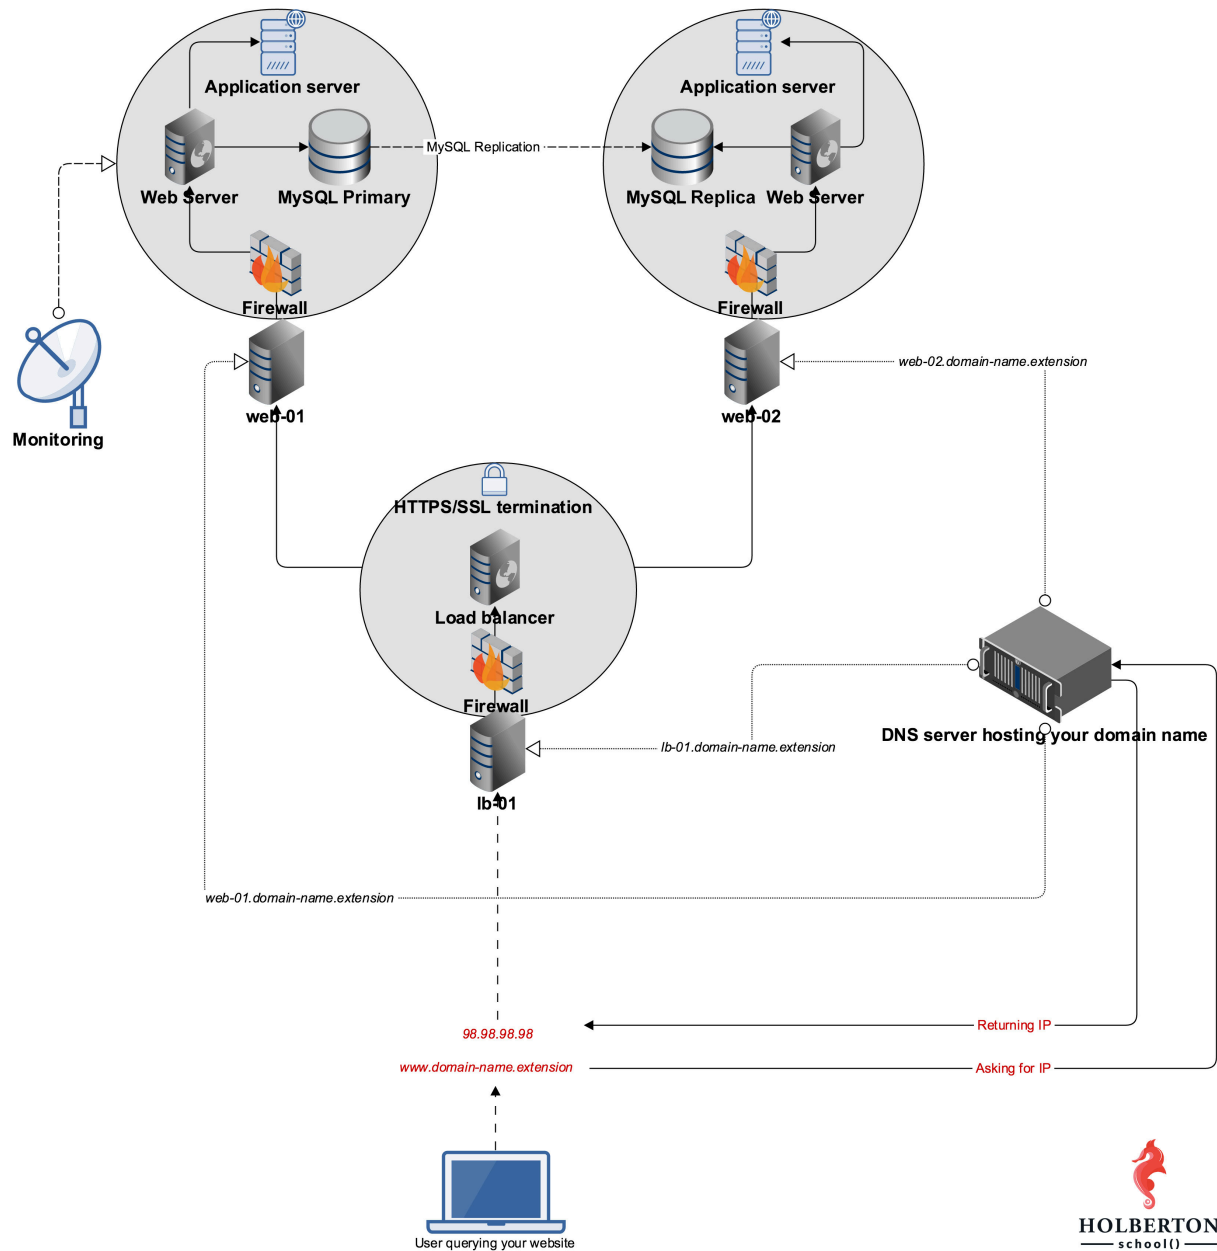 Application server
Application server
MySQL Replication
Web Server
MySQL Primary
MySQL Replica
Web Server
Firewall
Firewall
web-02.domain-name.extension
web-01
web-02
Monitoring
HTTPS/SSL termination
Load balancer
Firewall
DNS server hosting your domain name
lb-01.domain-name.extension
lb-01
web-01.domain-name.extension
98.98.98.98
Returning IP
www.domain-name.extension
Asking for IP
User querying your website
HOLBERTON
school()